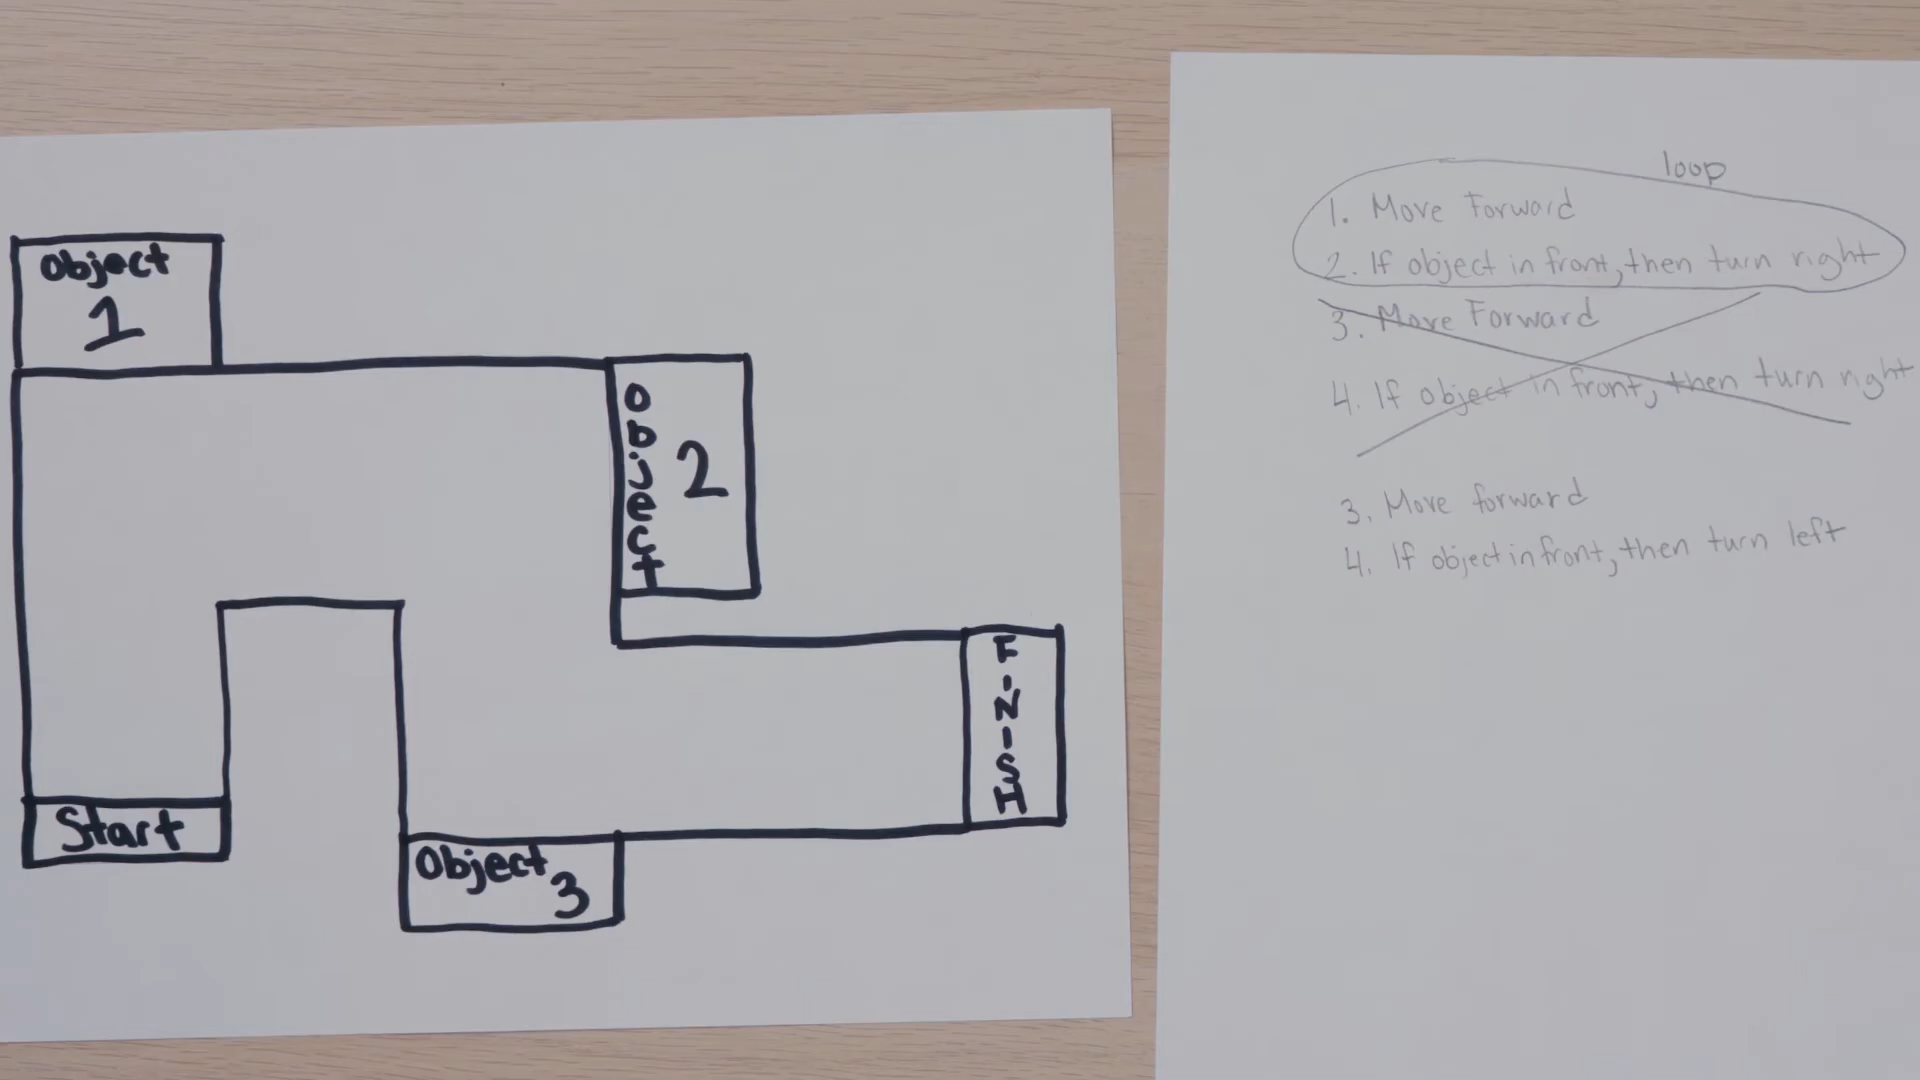 Object
1
Object
2
Start
Object
3
FINISH
loop
1. Move Forward
2. If object in front, then turn right
3. Move Forward
4. If object in front, then turn right
3. Move forward
4. If object in front, then turn left